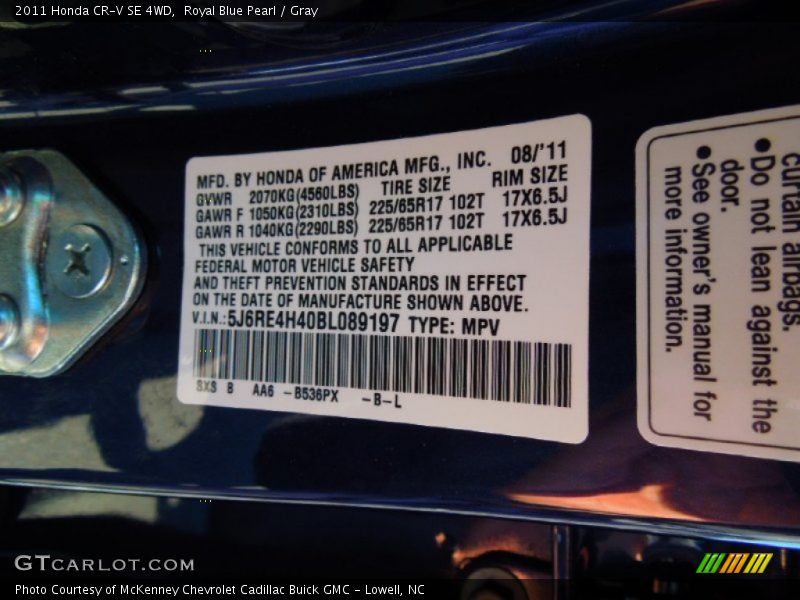 2011 Honda CR-V SE 4WD,  Royal Blue Pearl / Gray
MFD. BY HONDA OF AMERICA MFG., INC. 08/'11
GVWR 2070KG(4560LBS) TIRE SIZE RIM SIZE
GAWR F 1050KG(2310LBS) 225/65R17 102T 17X6.5J
GAWR R 1040KG(2290LBS) 225/65R17 102T 17X6.5J
THIS VEHICLE CONFORMS TO ALL APPLICABLE
FEDERAL MOTOR VEHICLE SAFETY
AND THEFT PREVENTION STANDARDS IN EFFECT
ON THE DATE OF MANUFACTURE SHOWN ABOVE.
V.I.N.:5J6RE4H40BL089197 TYPE: MPV
SXS B AA6 -B536PX -B-L
curtain airbags.
●Do not lean against the
door.
●See owner's manual for
more information.
GTCARLOT.COM
Photo Courtesy of McKenney Chevrolet Cadillac Buick GMC - Lowell, NC